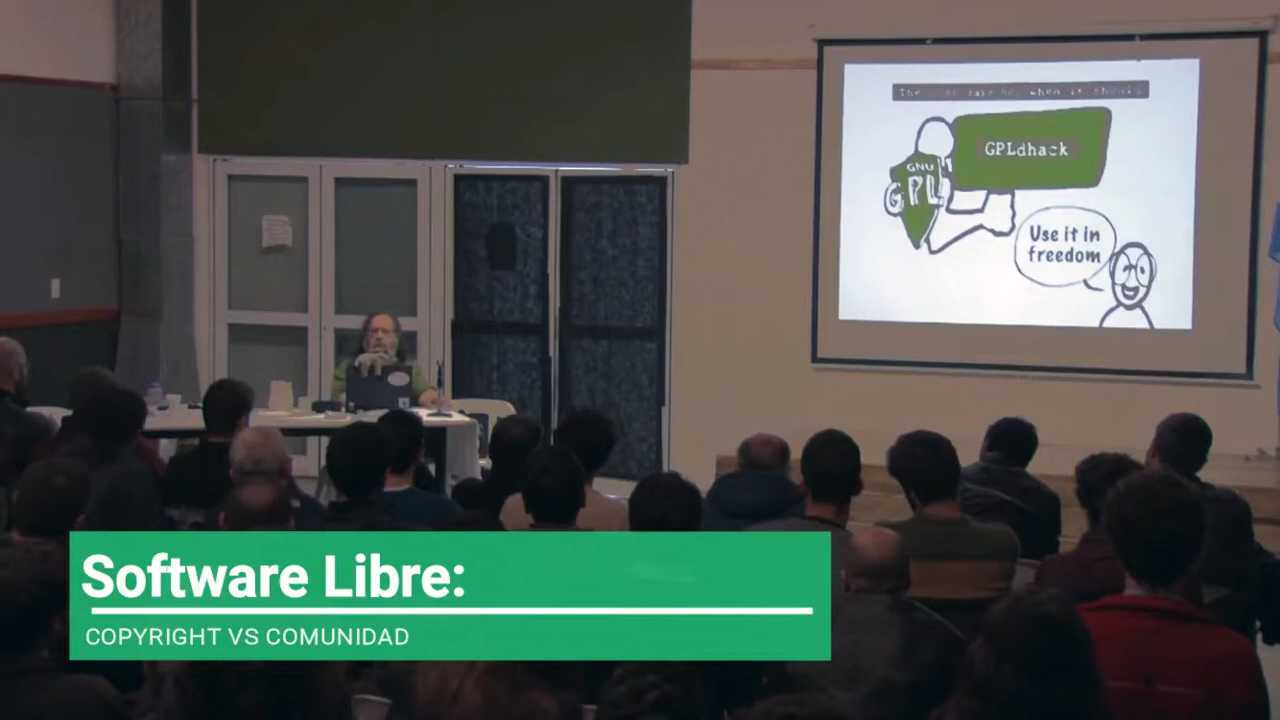 GPLdhack
GNU
GPL
Use it in
freedom
Software Libre:
COPYRIGHT VS COMUNIDAD